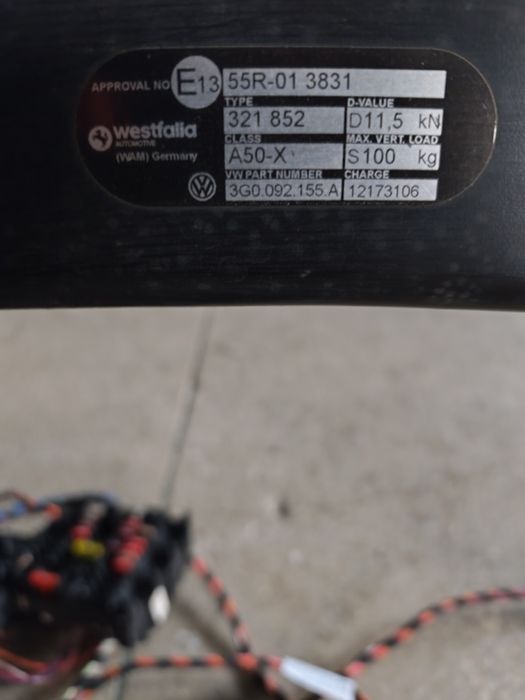 APPROVAL NO E13 55R-01 3831
TYPE D-VALUE
westfalia 321 852 D11,5 kN
AUTOMOTIVE CLASS MAX. VERT. LOAD
(WAM) Germany A50-X S100 kg
VW PART NUMBER CHARGE
3G0.092.155.A 12173106